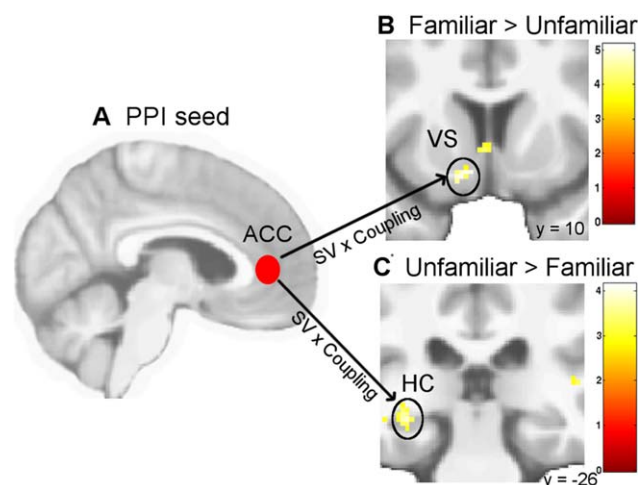 A PPI seed
ACC
SV x Coupling
SV x Coupling
B Familiar > Unfamiliar
VS
y = 10
5
4
3
2
1
0
C Unfamiliar > Familiar
HC
y = -26
4
3
2
1
0